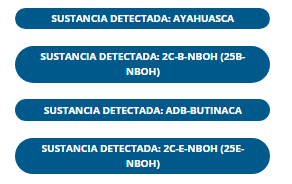 SUSTANCIA DETECTADA: AYAHUASCA
SUSTANCIA DETECTADA: 2C-B-NBOH (25B-
NBOH)
SUSTANCIA DETECTADA: ADB-BUTINACA
SUSTANCIA DETECTADA: 2C-E-NBOH (25E-
NBOH)